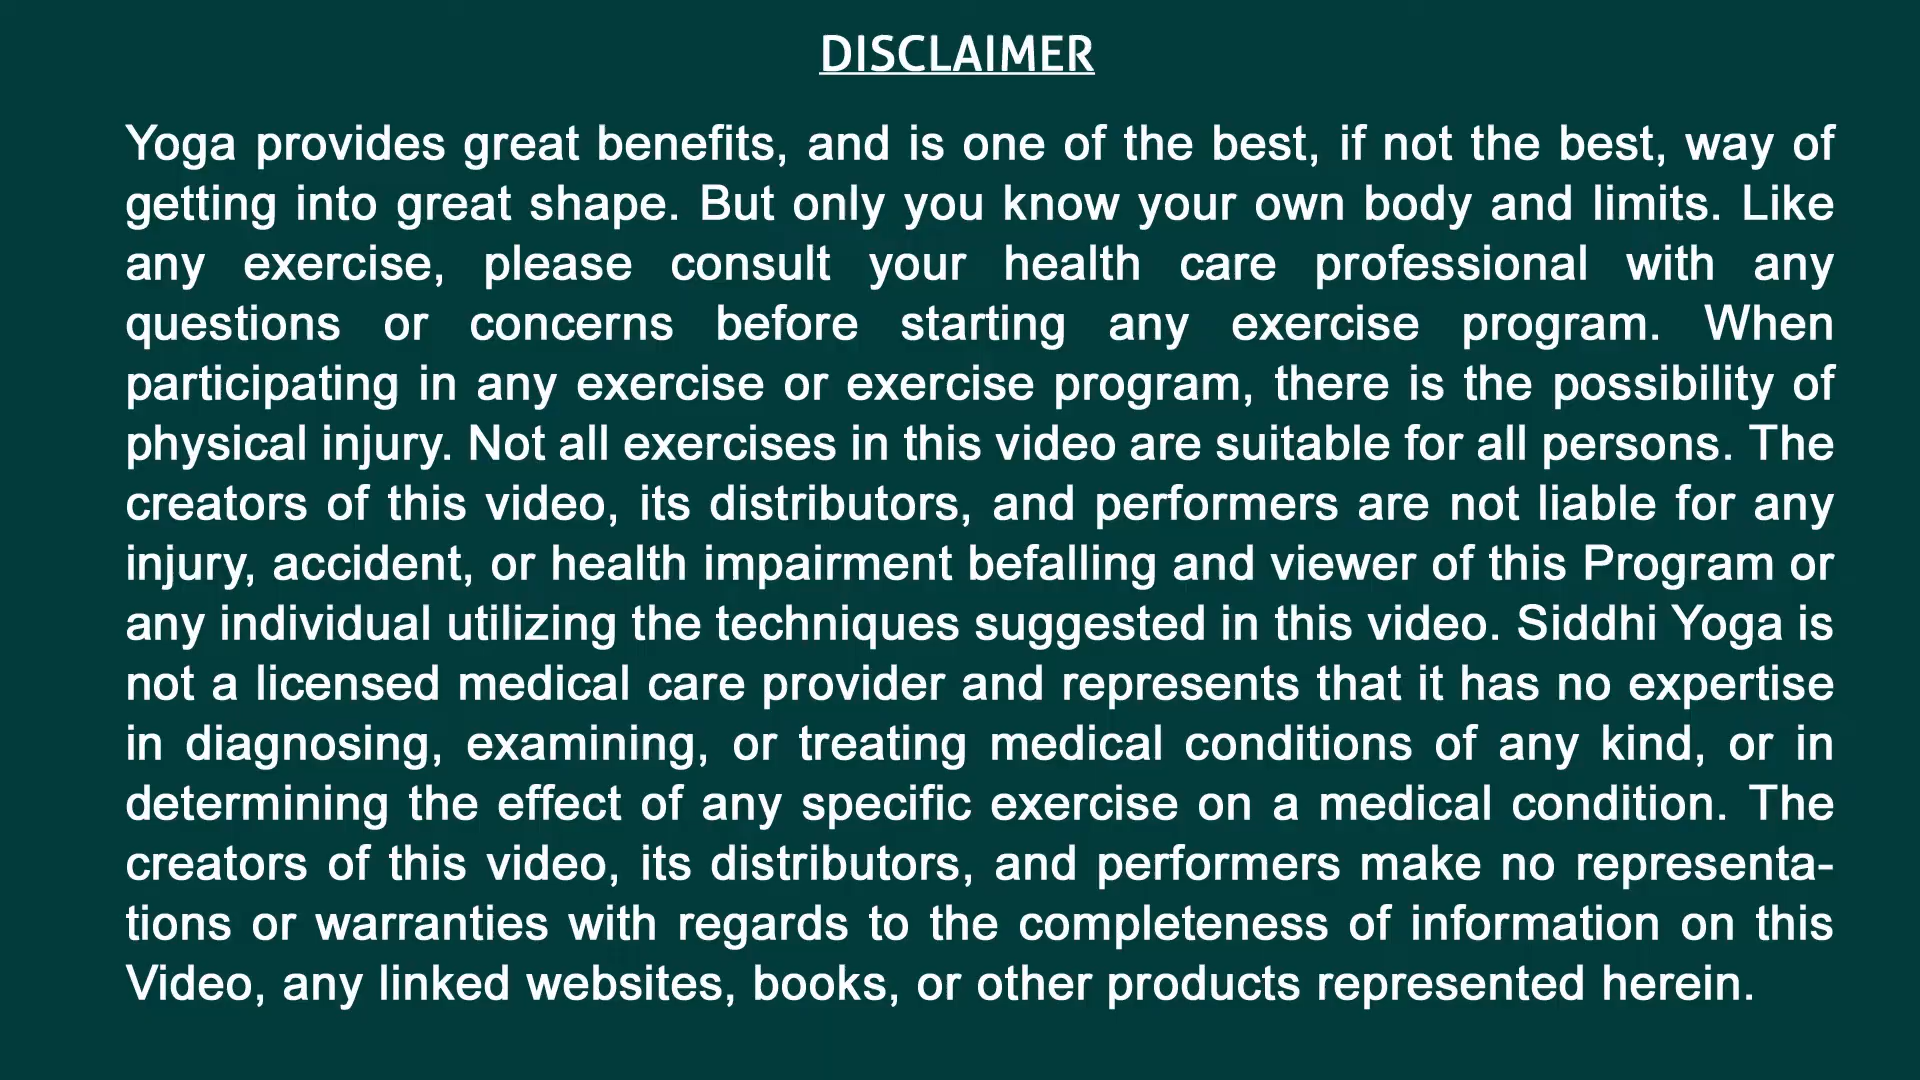 DISCLAIMER
Yoga provides great benefits, and is one of the best, if not the best, way of
getting into great shape. But only you know your own body and limits. Like
any exercise, please consult your health care professional with any
questions or concerns before starting any exercise program. When
participating in any exercise or exercise program, there is the possibility of
physical injury. Not all exercises in this video are suitable for all persons. The
creators of this video, its distributors, and performers are not liable for any
injury, accident, or health impairment befalling and viewer of this Program or
any individual utilizing the techniques suggested in this video. Siddhi Yoga is
not a licensed medical care provider and represents that it has no expertise
in diagnosing, examining, or treating medical conditions of any kind, or in
determining the effect of any specific exercise on a medical condition. The
creators of this video, its distributors, and performers make no representa-
tions or warranties with regards to the completeness of information on this
Video, any linked websites, books, or other products represented herein.